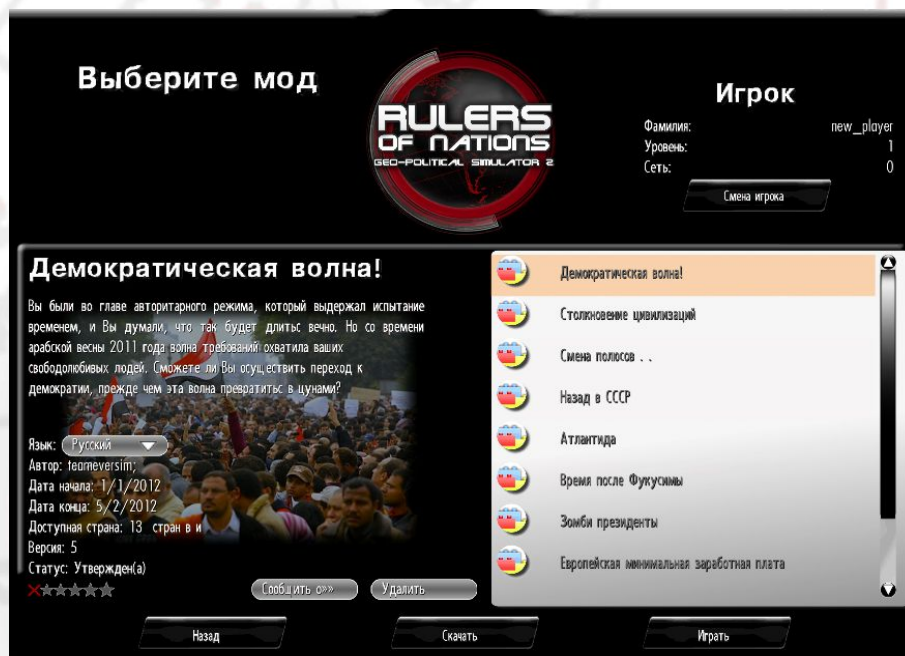 Выберите мод
RULERS
OF NATIONS
GEO-POLITICAL SIMULATOR 2
Игрок
Фамилия: new_player
Уровень: 1
Сеть: 0
Смена игрока
Демократическая волна!
Вы были во главе авторитарного режима, который выдержал испытание
временем, и Вы думали, что так будет длитьс вечно. Но со времени
арабской весны 2011 года волна требований охватила ваших
свободолюбивых людей. Сможете ли Вы осуществить переход к
демократии, прежде чем эта волна превратитьс в цунами?
Язык: Русский
Автор: teameversim;
Дата начала: 1/1/2012
Дата конца: 5/2/2012
Доступная страна: 13 стран в и
Версия: 5
Статус: Утвержден(а)
Сообщить о»»
Удалить
Демократическая волна!
Столкновение цивилизаций
Смена полюсов . .
Назад в СССР
Атлантида
Время после Фукусимы
Зомби президенты
Европейская минимальная заработная плата
Назад
Скачать
Играть